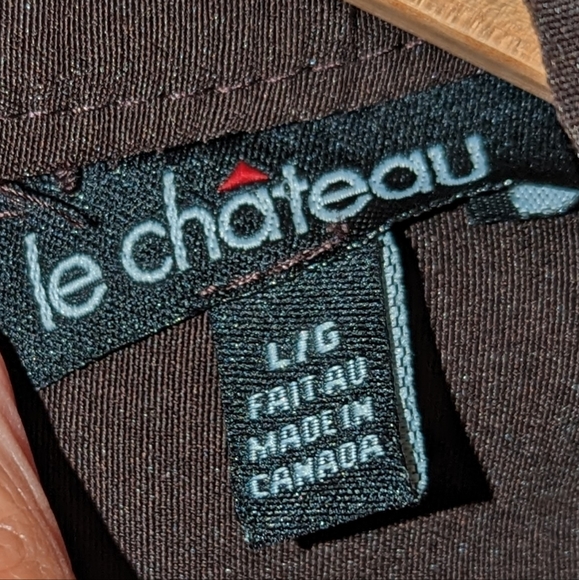 le château
L/G
FAIT AU
MADE IN
CANADA